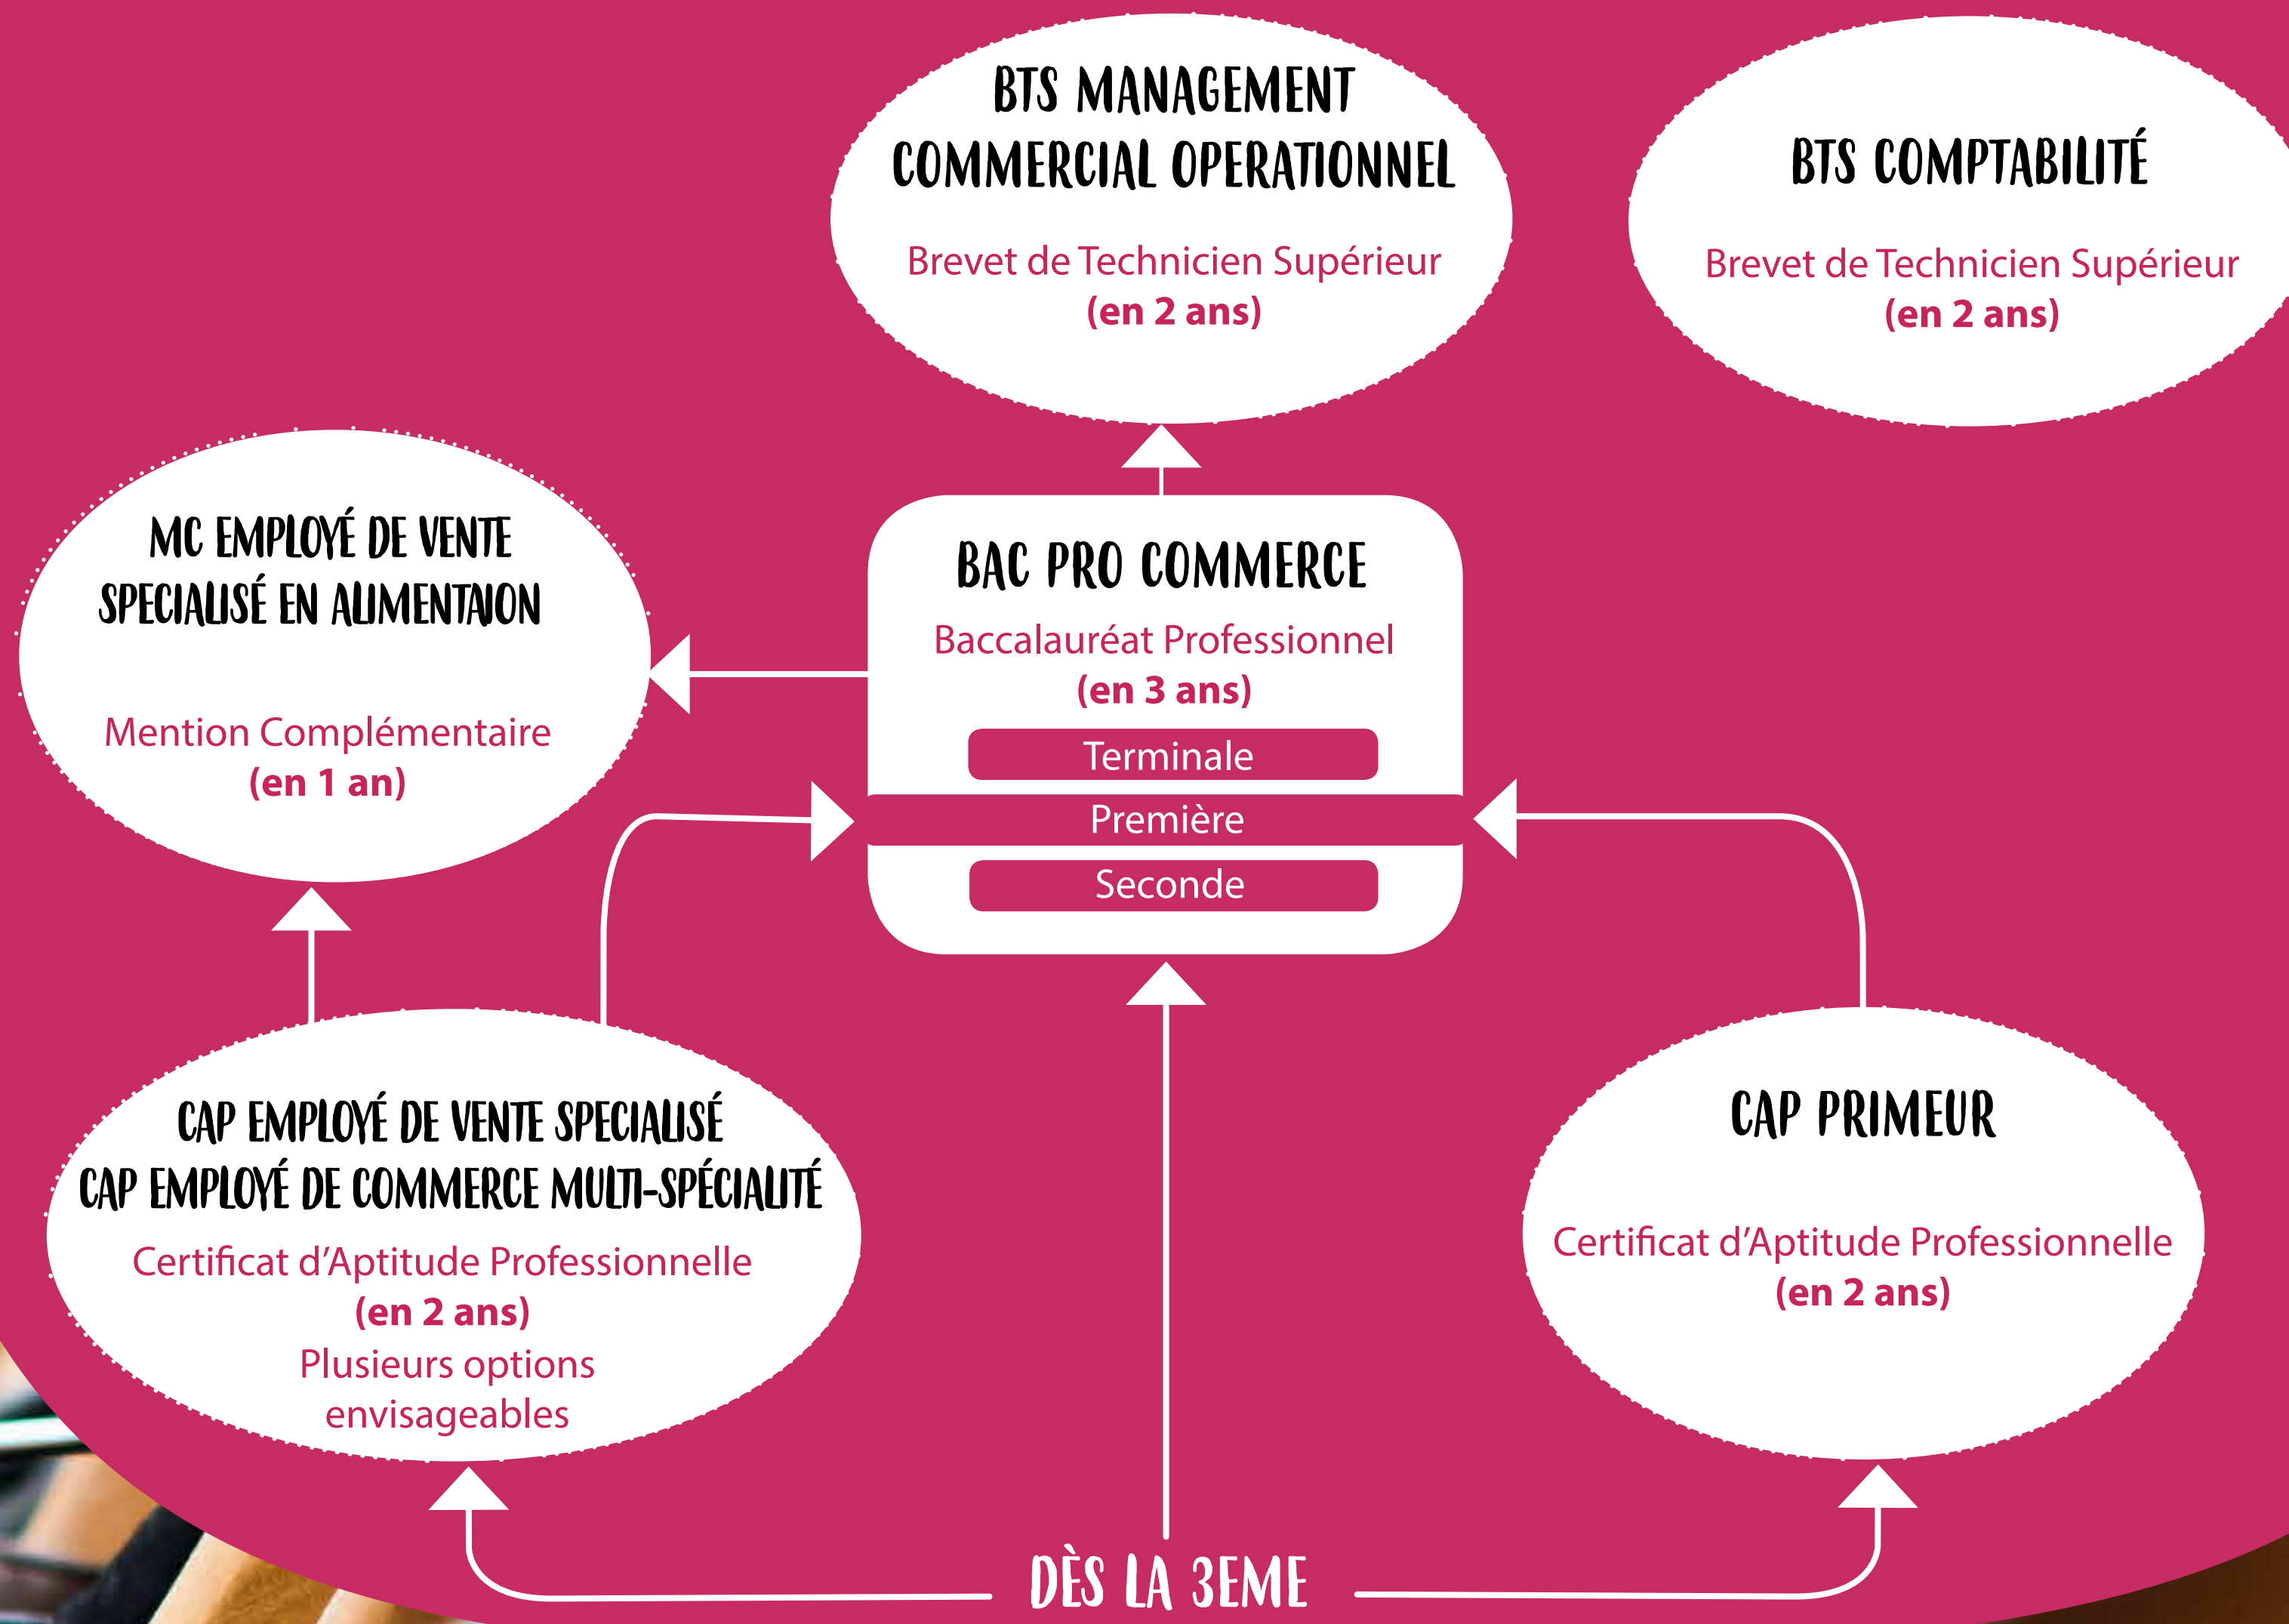 BTS MANAGEMENT
COMMERCIAL OPERATIONNEL
Brevet de Technicien Supérieur
(en 2 ans)
BTS COMPTABILITÉ
Brevet de Technicien Supérieur
(en 2 ans)
MC EMPLOYÉ DE VENTE
SPECIALISÉ EN ALIMENTAION
Mention Complémentaire
(en 1 an)
BAC PRO COMMERCE
Baccalauréat Professionnel
(en 3 ans)
Terminale
Première
Seconde
CAP EMPLOYÉ DE VENTE SPECIALISÉ
CAP EMPLOYÉ DE COMMERCE MULTI-SPÉCIALITÉ
Certificat d’Aptitude Professionnelle
(en 2 ans)
Plusieurs options
envisageables
CAP PRIMEUR
Certificat d’Aptitude Professionnelle
(en 2 ans)
DÈS LA 3EME